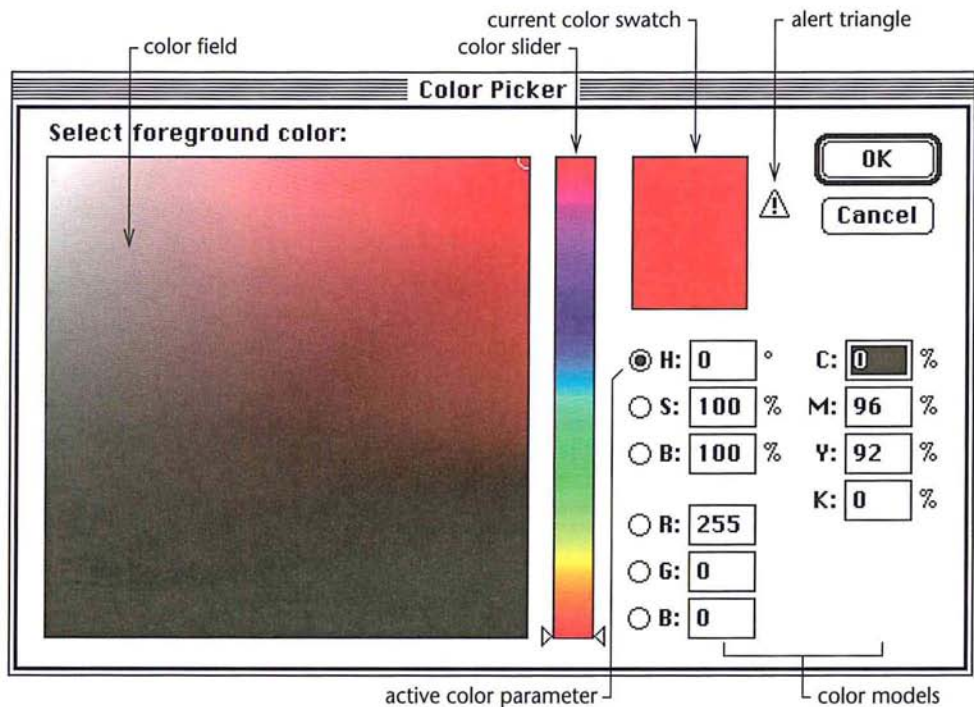 current color swatch
alert triangle
color field
color slider
Color Picker
Select foreground color:
OK
Cancel
H: 0 °
C: 0 %
S: 100 %
M: 96 %
B: 100 %
Y: 92 %
K: 0 %
R: 255
G: 0
B: 0
active color parameter
color models